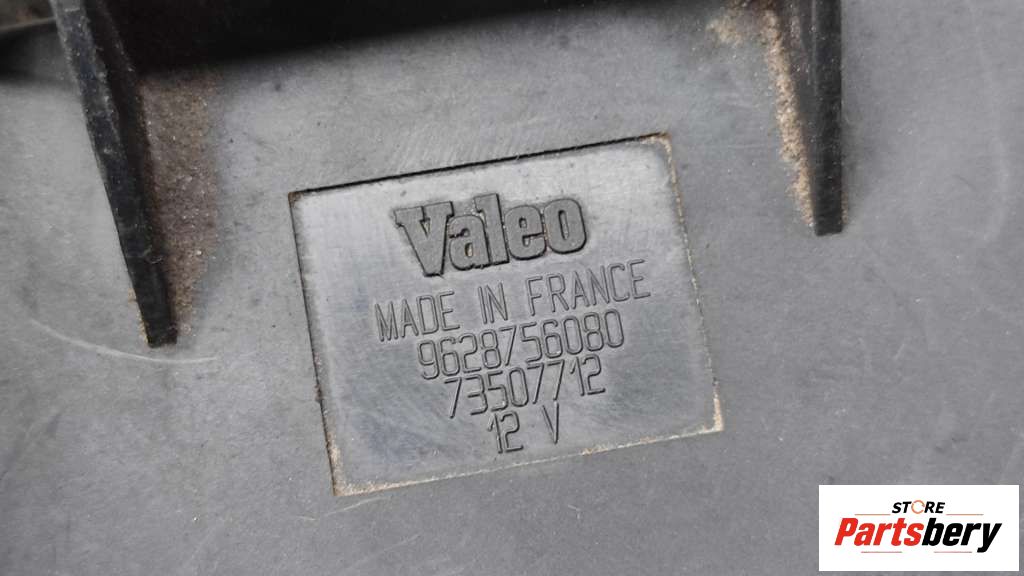 Valeo
MADE IN FRANCE
9628756080
73507712
12 V
STORE
Partsbery